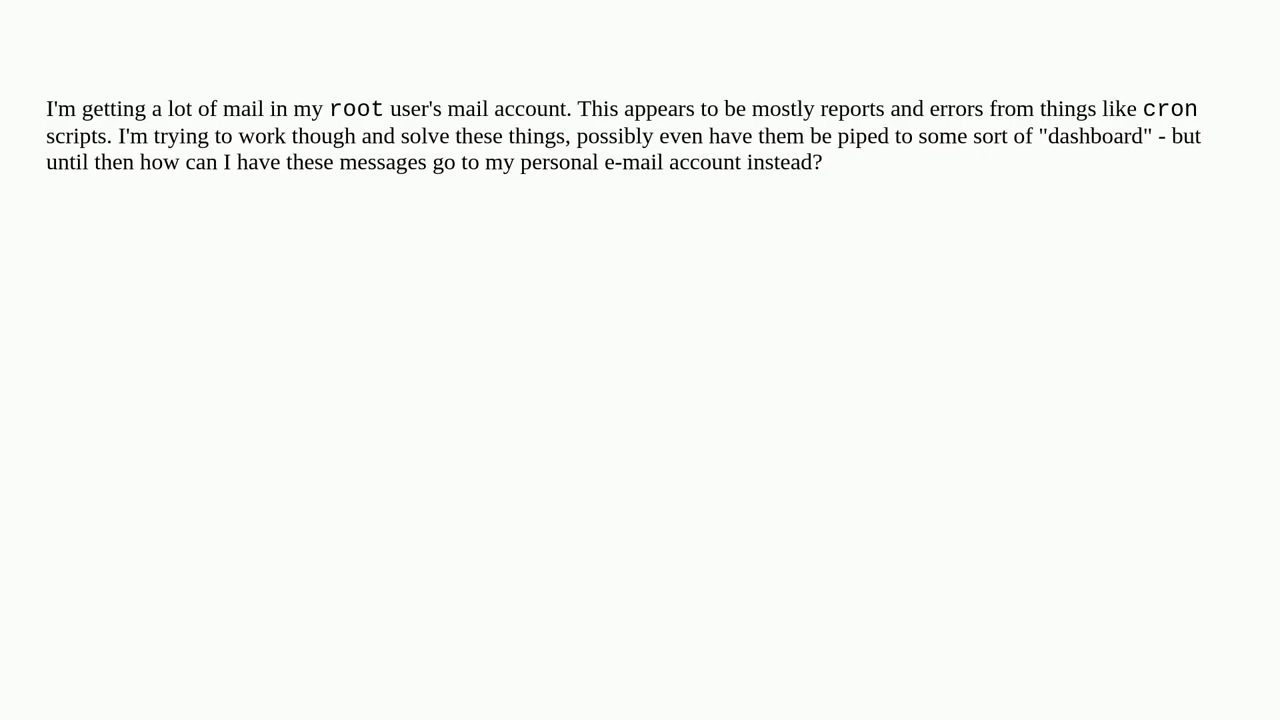 I'm getting a lot of mail in my root user's mail account. This appears to be mostly reports and errors from things like cron
scripts. I'm trying to work though and solve these things, possibly even have them be piped to some sort of "dashboard" - but
until then how can I have these messages go to my personal e-mail account instead?